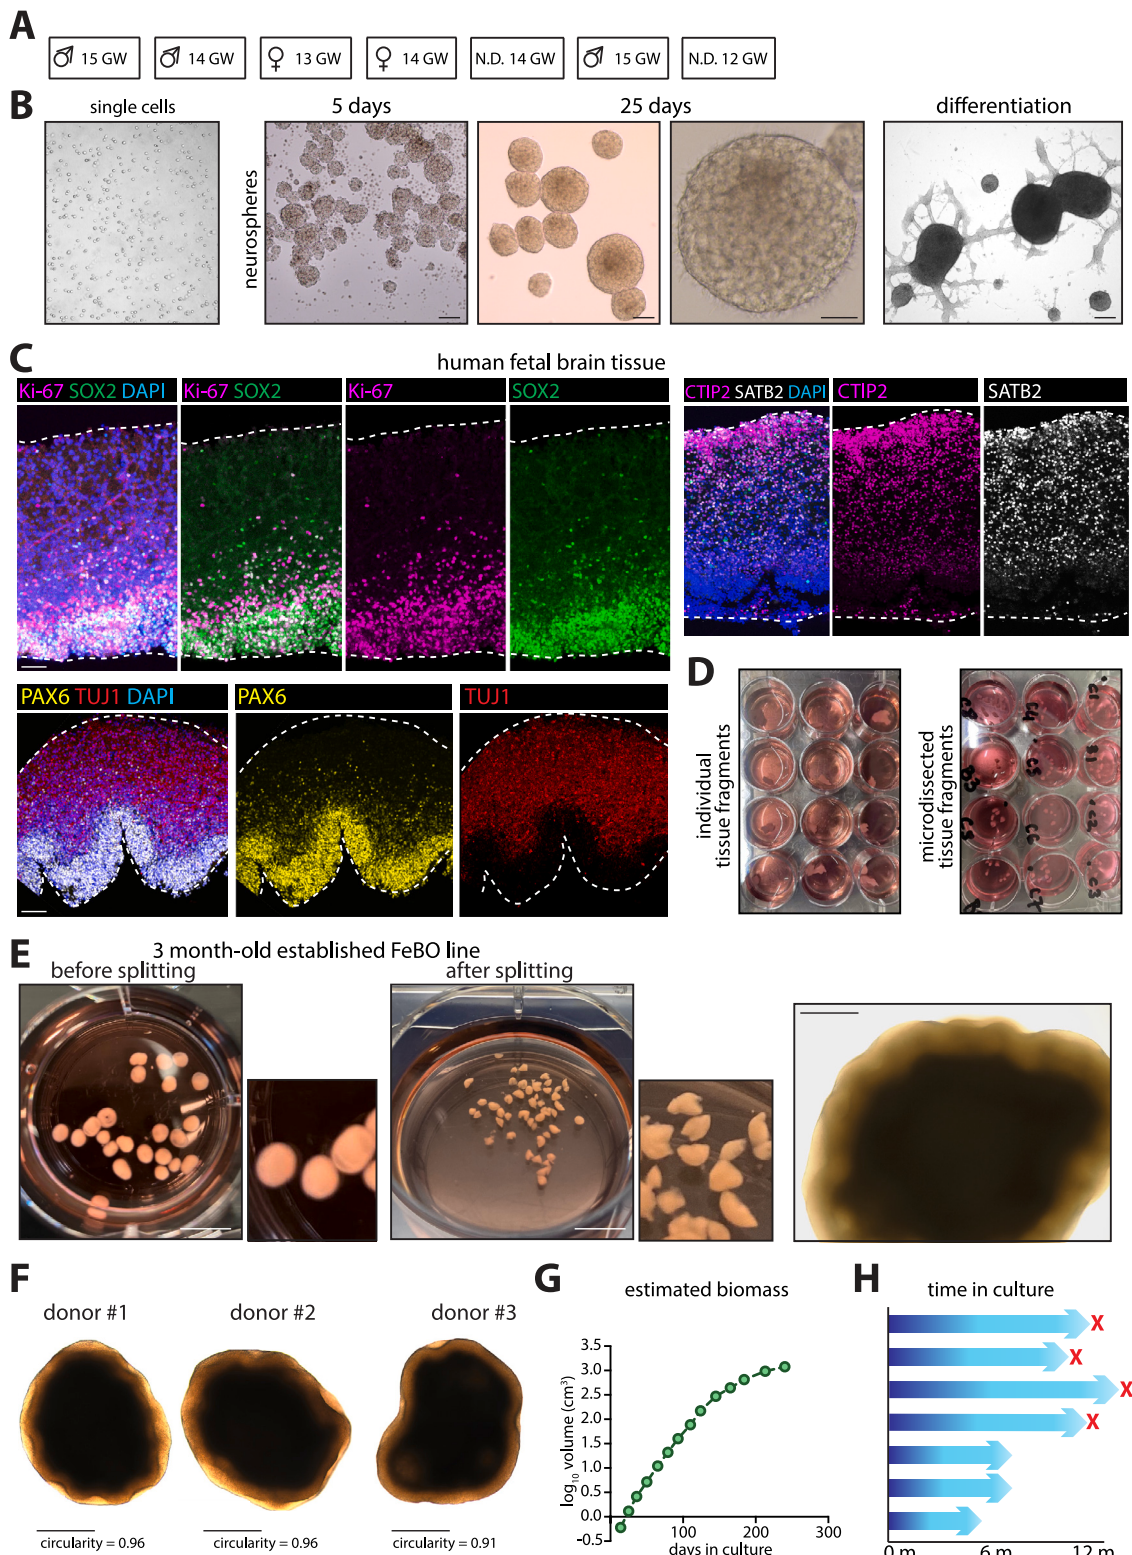 A
15 GW
14 GW
13 GW
14 GW
N.D. 14 GW
15 GW
N.D. 12 GW
B
single cells
5 days
25 days
differentiation
neurospheres
C
human fetal brain tissue
Ki-67 SOX2 DAPI
Ki-67 SOX2
Ki-67
SOX2
CTIP2 SATB2 DAPI
CTIP2
SATB2
PAX6 TUJ1 DAPI
PAX6
TUJ1
D
individual
tissue fragments
microdissected
tissue fragments
E
3 month-old established FeBO line
before splitting
after splitting
F
donor #1
donor #2
donor #3
circularity = 0.96
circularity = 0.96
circularity = 0.91
G
estimated biomass
log10 volume (cm³)
3.5
3.0
2.5
2.0
1.5
1.0
0.5
0.0
-0.5
100
200
300
days in culture
H
time in culture
X
X
X
X
0 m
6 m
12 m